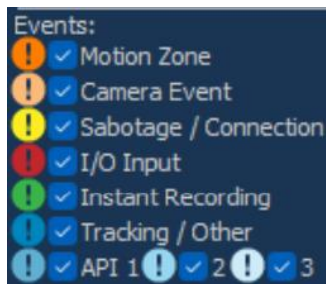 Events:
Motion Zone
Camera Event
Sabotage / Connection
I/O Input
Instant Recording
Tracking / Other
API 1 2 3